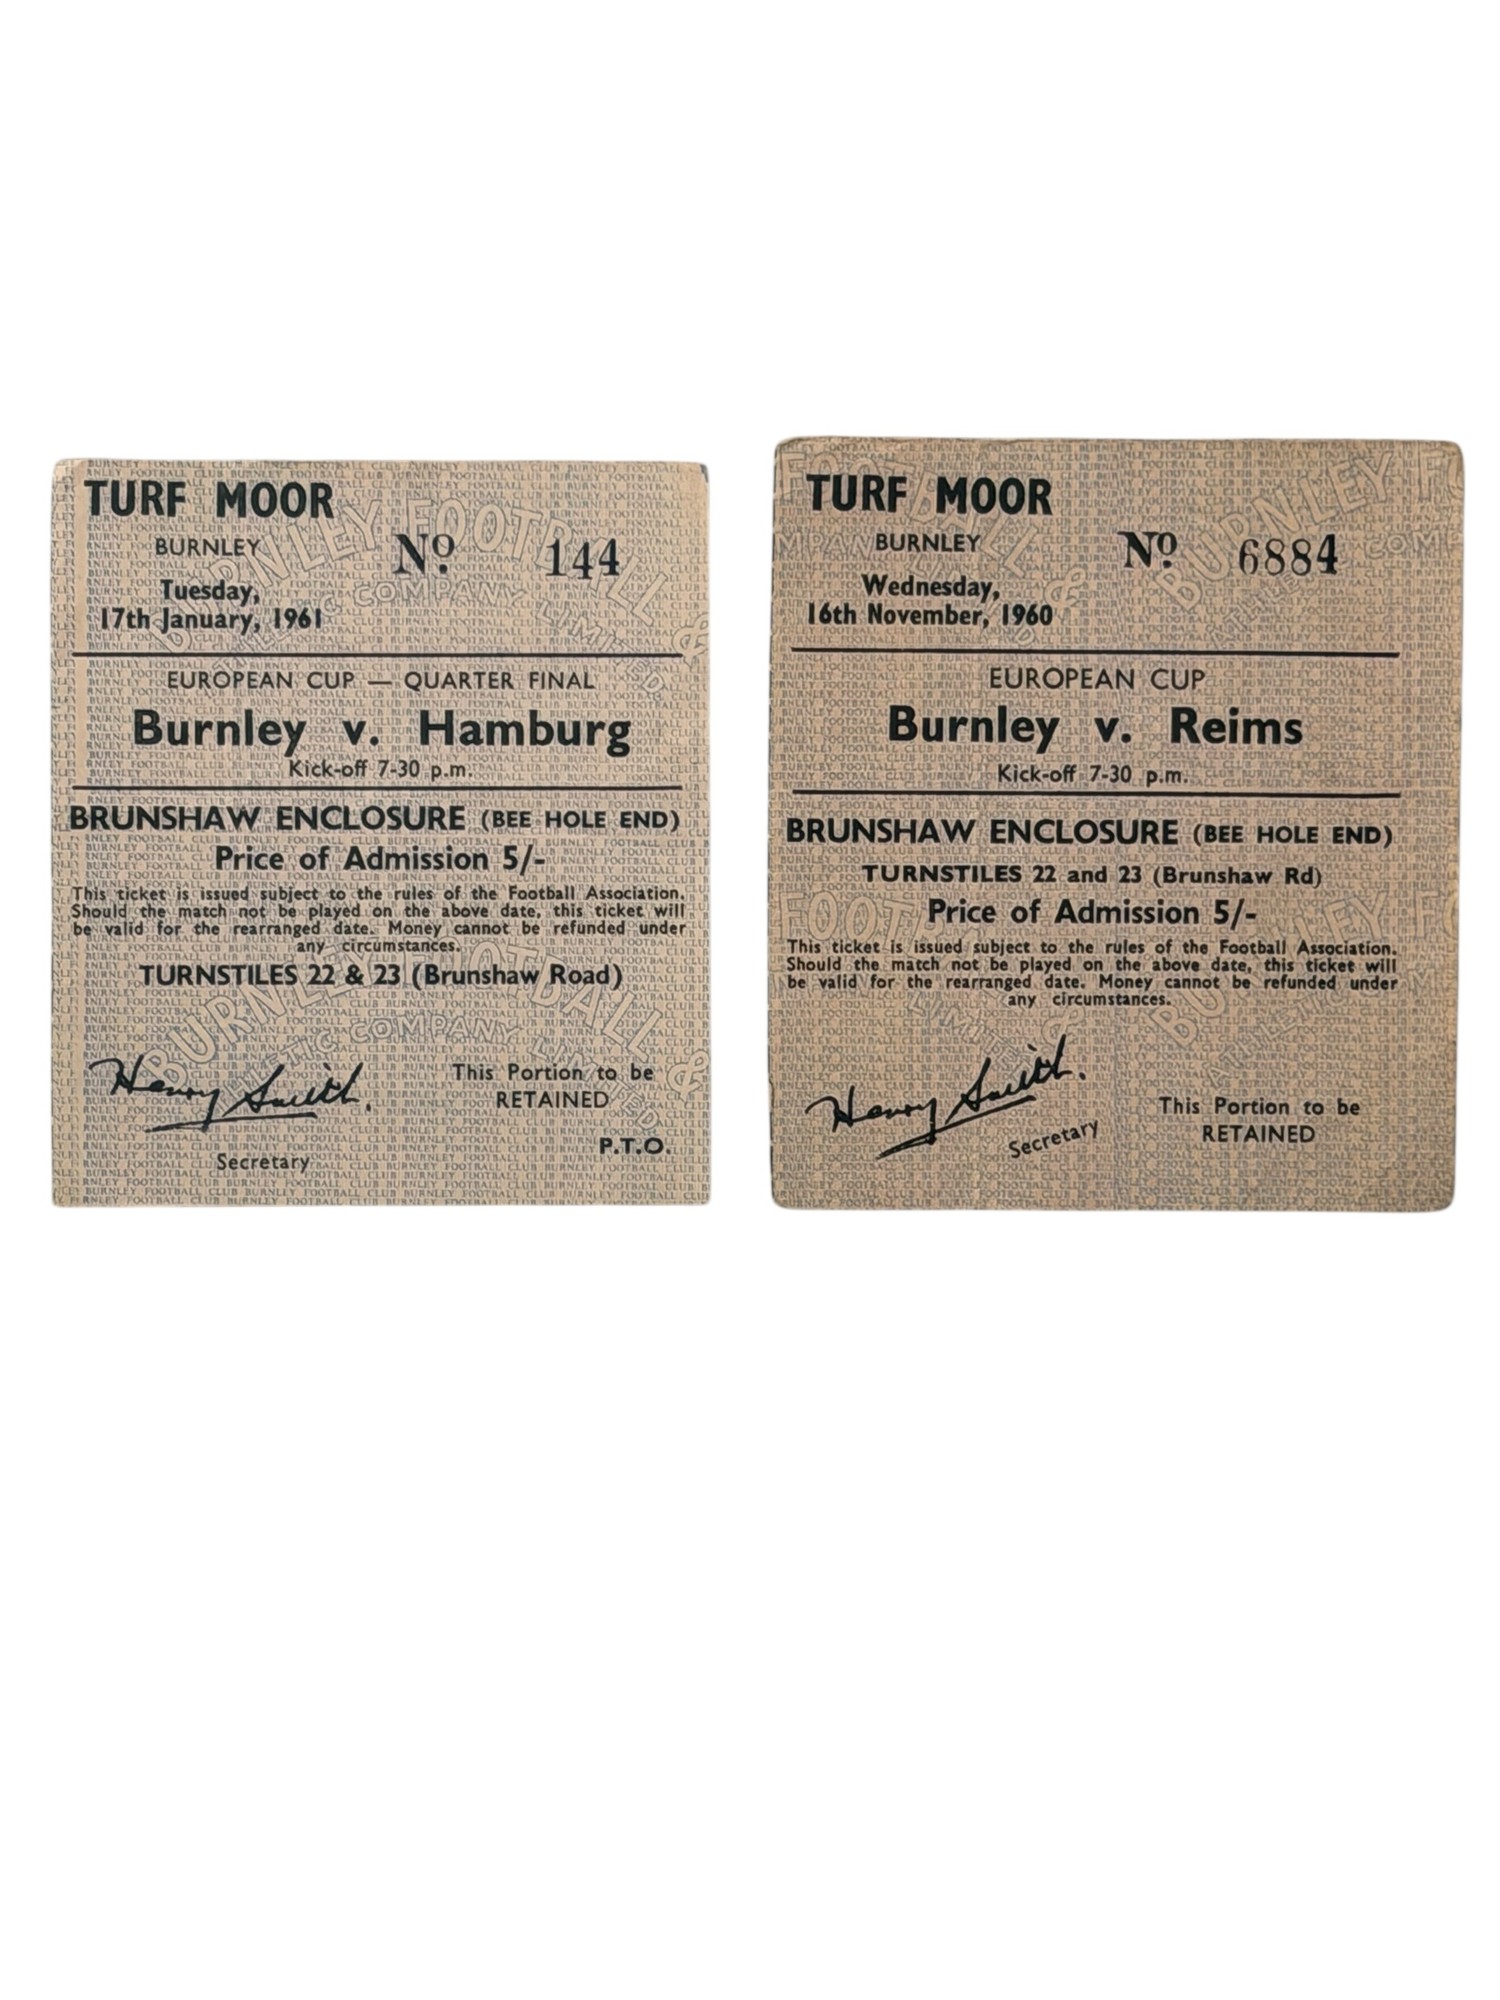 TURF MOOR
BURNLEY
Nº 144
Tuesday,
17th January, 1961
EUROPEAN CUP — QUARTER FINAL
Burnley v. Hamburg
Kick-off 7-30 p.m.
BRUNSHAW ENCLOSURE (BEE HOLE END)
Price of Admission 5/-
This ticket is issued subject to the rules of the Football Association.
Should the match not be played on the above date, this ticket will
be valid for the rearranged date. Money cannot be refunded under
any circumstances.
TURNSTILES 22 & 23 (Brunshaw Road)
Henry Smith.
Secretary
This Portion to be
RETAINED
P.T.O.
TURF MOOR
BURNLEY
Nº 6884
Wednesday,
16th November, 1960
EUROPEAN CUP
Burnley v. Reims
Kick-off 7-30 p.m.
BRUNSHAW ENCLOSURE (BEE HOLE END)
TURNSTILES 22 and 23 (Brunshaw Rd)
Price of Admission 5/-
This ticket is issued subject to the rules of the Football Association.
Should the match not be played on the above date, this ticket will
be valid for the rearranged date. Money cannot be refunded under
any circumstances.
Henry Smith.
Secretary
This Portion to be
RETAINED